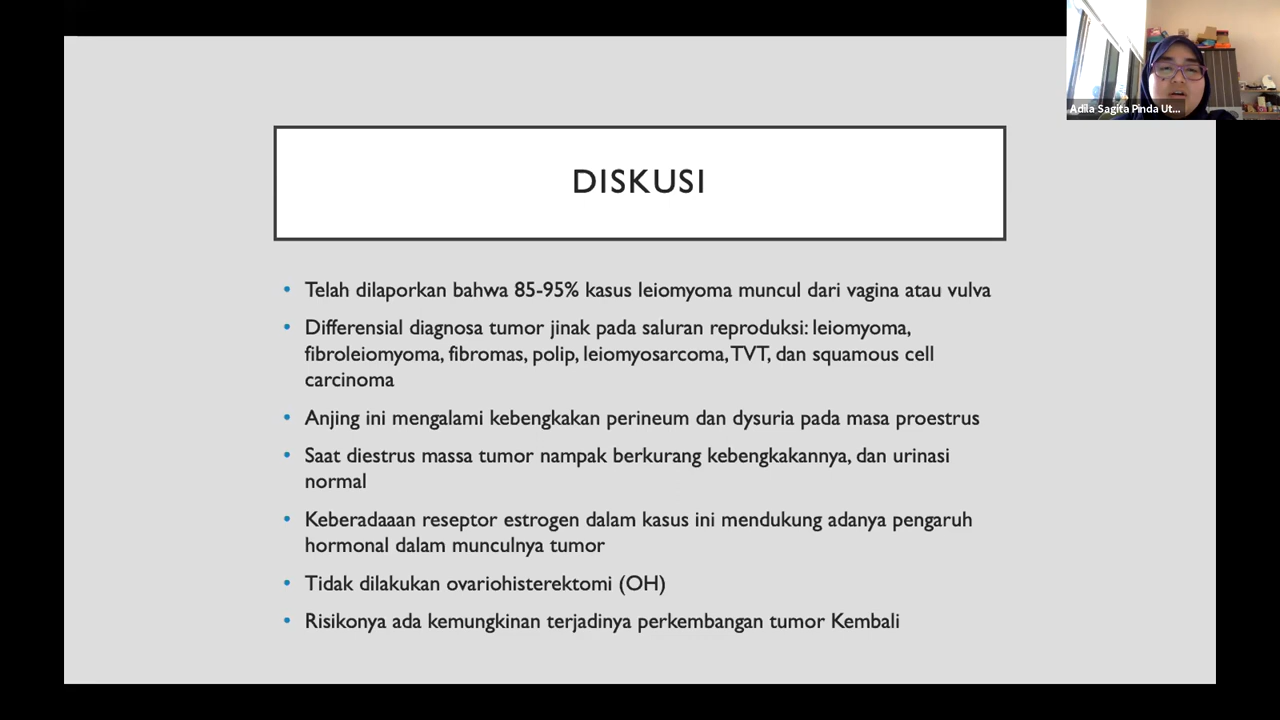 Adila Sagita Pinda Ut...
DISKUSI
• Telah dilaporkan bahwa 85-95% kasus leiomyoma muncul dari vagina atau vulva
• Differensial diagnosa tumor jinak pada saluran reproduksi: leiomyoma,
fibroleiomyoma, fibromas, polip, leiomyosarcoma, TVT, dan squamous cell
carcinoma
• Anjing ini mengalami kebengkakan perineum dan dysuria pada masa proestrus
• Saat diestrus massa tumor nampak berkurang kebengkakannya, dan urinasi
normal
• Keberadaaan reseptor estrogen dalam kasus ini mendukung adanya pengaruh
hormonal dalam munculnya tumor
• Tidak dilakukan ovariohisterektomi (OH)
• Risikonya ada kemungkinan terjadinya perkembangan tumor Kembali